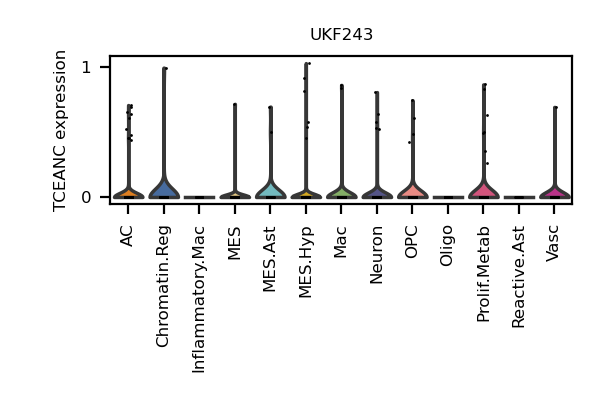 UKF243
TCEANC expression
1
0
AC
Chromatin.Reg
Inflammatory.Mac
MES
MES.Ast
MES.Hyp
Mac
Neuron
OPC
Oligo
Prolif.Metab
Reactive.Ast
Vasc